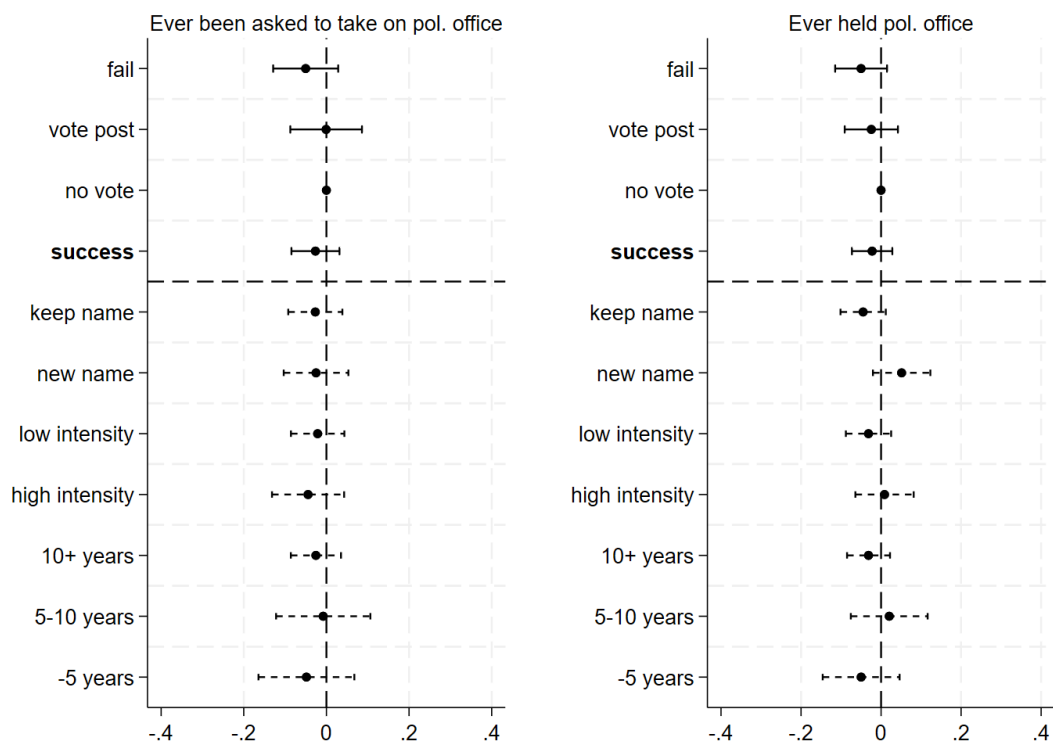 Ever been asked to take on pol. office
fail
vote post
no vote
success
keep name
new name
low intensity
high intensity
10+ years
5-10 years
-5 years
-.4 -.2 0 .2 .4
Ever held pol. office
fail
vote post
no vote
success
keep name
new name
low intensity
high intensity
10+ years
5-10 years
-5 years
-.4 -.2 0 .2 .4